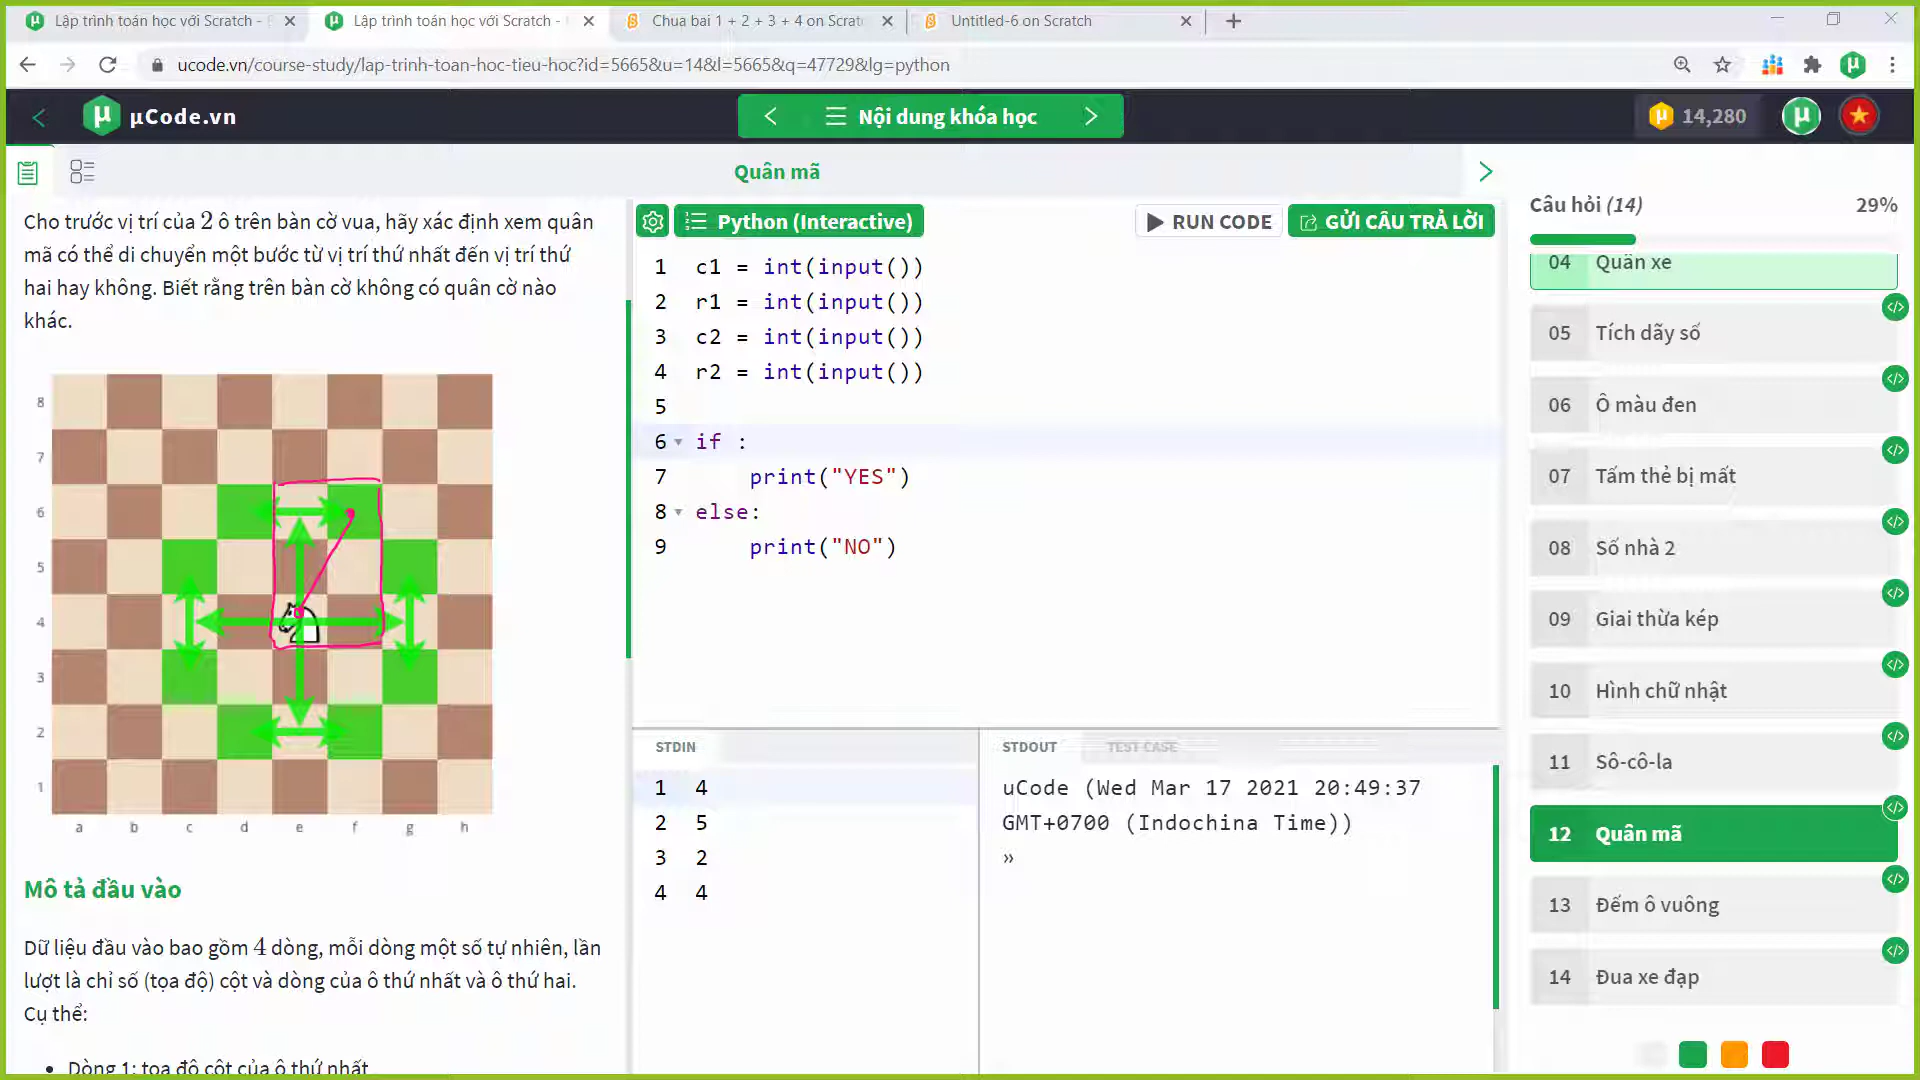 Lập trình toán học với Scratch -
Lập trình toán học với Scratch -
Chua bai 1 + 2 + 3 + 4 on Scratc
Untitled-6 on Scratch
ucode.vn/course-study/lap-trinh-toan-hoc-tieu-hoc?id=5665&u=14&l=5665&q=47729&lg=python
µCode.vn
Nội dung khóa học
14,280
Quân mã
Cho trước vị trí của 2 ô trên bàn cờ vua, hãy xác định xem quân
mã có thể di chuyển một bước từ vị trí thứ nhất đến vị trí thứ
hai hay không. Biết rằng trên bàn cờ không có quân cờ nào
khác.
8
7
6
5
4
3
2
1
a b c d e f g h
Mô tả đầu vào
Dữ liệu đầu vào bao gồm 4 dòng, mỗi dòng một số tự nhiên, lần
lượt là chỉ số (tọa độ) cột và dòng của ô thứ nhất và ô thứ hai.
Cụ thể:
• Dòng 1: tọa độ cột của ô thứ nhất
Python (Interactive)
RUN CODE
GỬI CÂU TRẢ LỜI
1 c1 = int(input())
2 r1 = int(input())
3 c2 = int(input())
4 r2 = int(input())
5
6 if :
7 print("YES")
8 else:
9 print("NO")
STDIN
1 4
2 5
3 2
4 4
STDOUT
TEST CASE
uCode (Wed Mar 17 2021 20:49:37
GMT+0700 (Indochina Time))
»
Câu hỏi (14)
29%
04 Quân xe
05 Tích dãy số
06 Ô màu đen
07 Tấm thẻ bị mất
08 Số nhà 2
09 Giai thừa kép
10 Hình chữ nhật
11 Sô-cô-la
12 Quân mã
13 Đếm ô vuông
14 Đua xe đạp